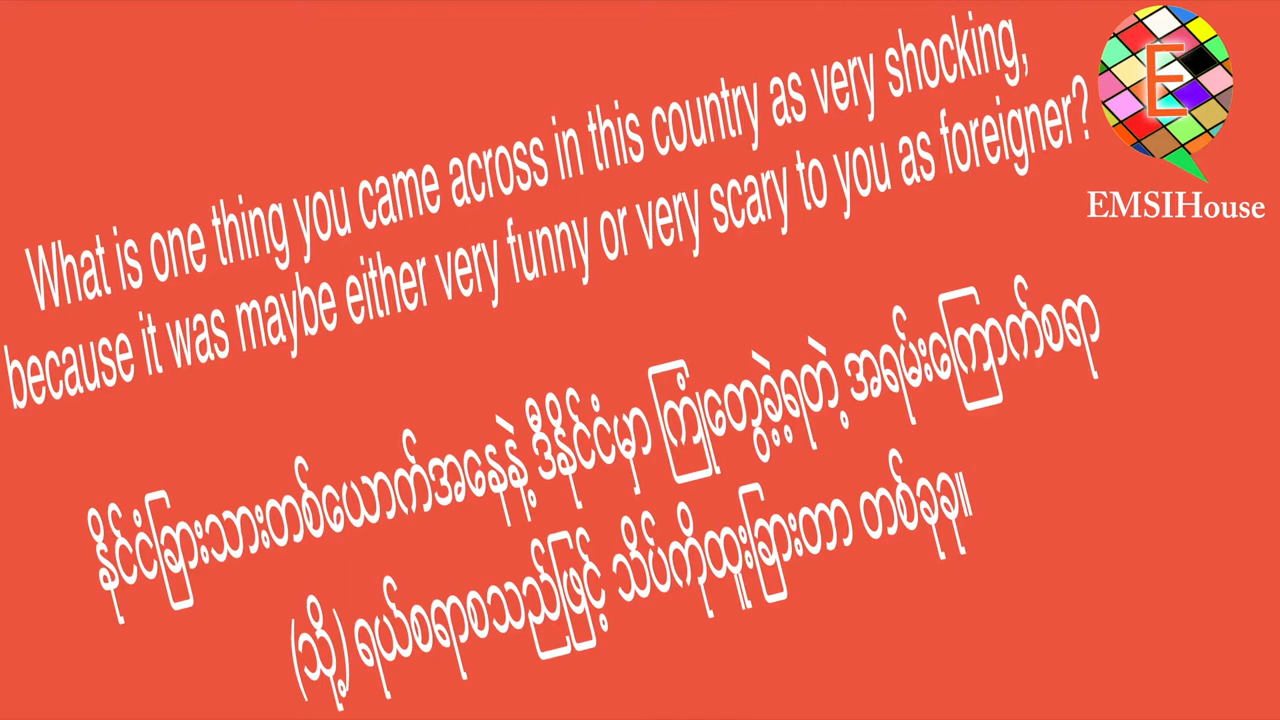 What is one thing you came across in this country as very shocking,
because it was maybe either very funny or very scary to you as foreigner?
နိုင်ငံခြားသားတစ်ယောက်အနေနဲ့ ဒီနိုင်ငံမှာ ကြုံတွေ့ခဲ့ရတဲ့ အရမ်းကြောက်စရာ
(သို့) ရယ်စရာစသည်ဖြင့် သိပ်ကိုထူးခြားတာ တစ်ခုခု။
E
EMSIHouse